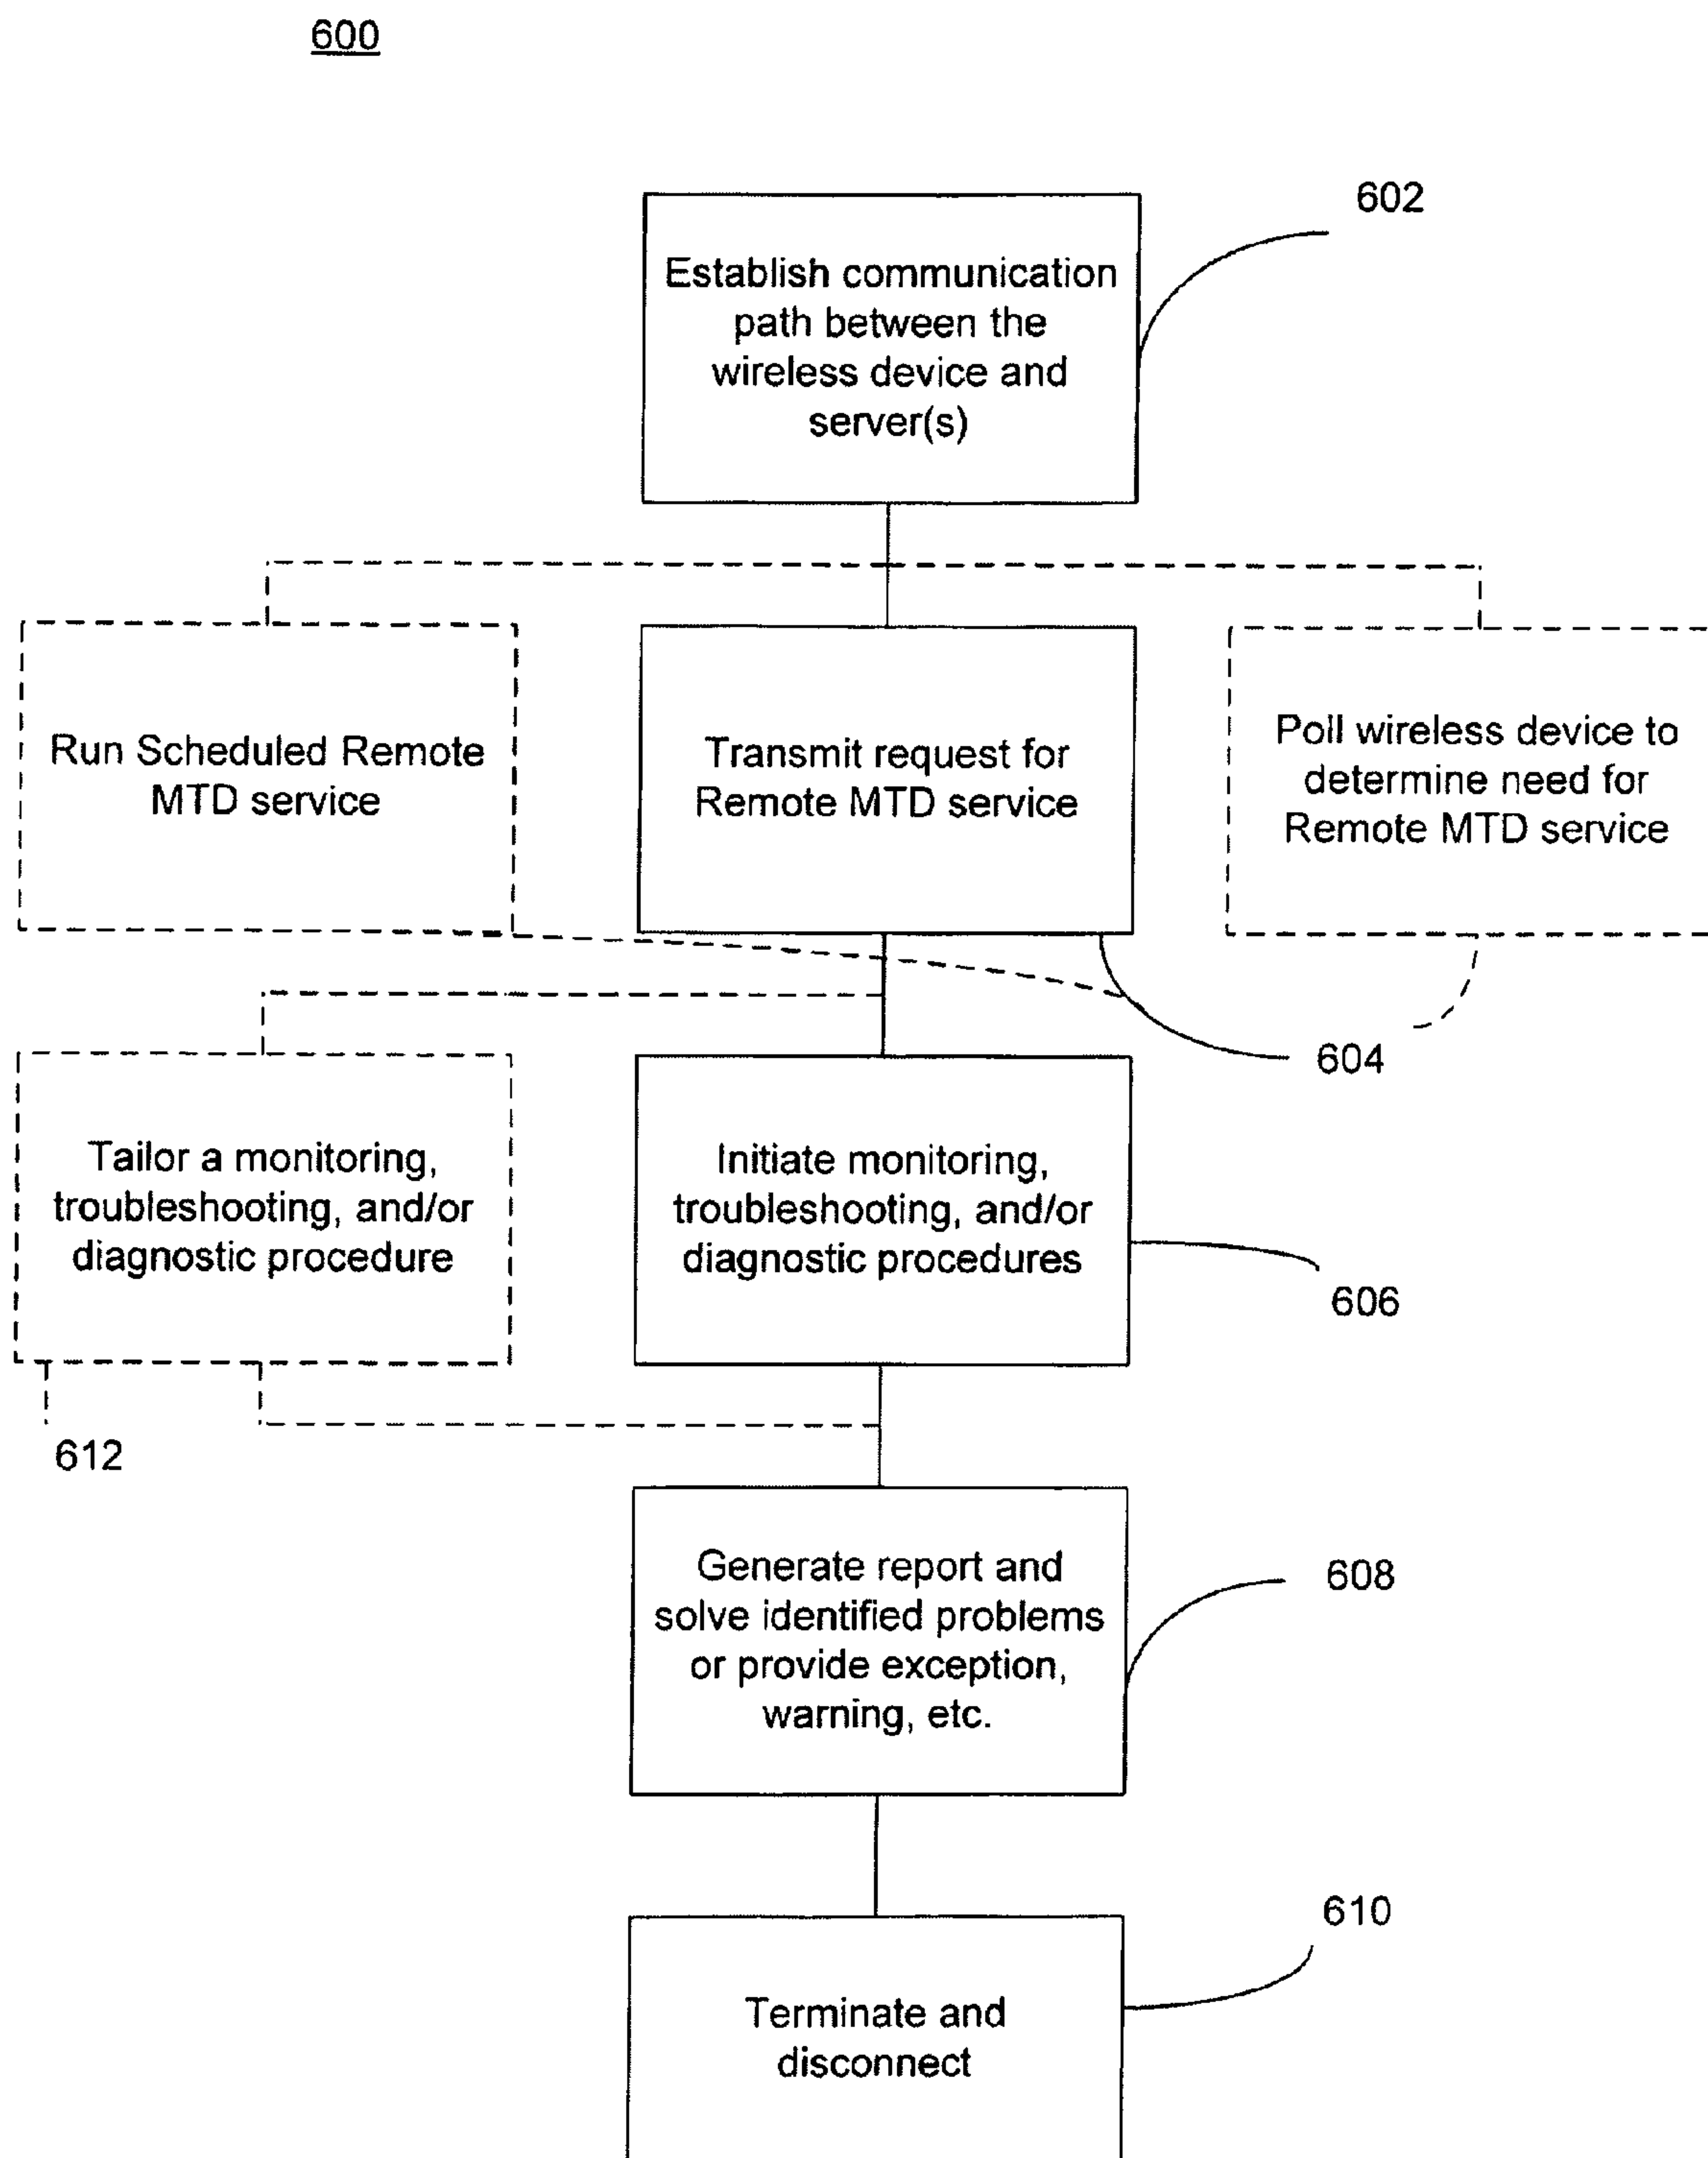 600
602
Establish communication
path between the
wireless device and
server(s)
Run Scheduled Remote
MTD service
Transmit request for
Remote MTD service
Poll wireless device to
determine need for
Remote MTD service
604
Tailor a monitoring,
troubleshooting, and/or
diagnostic procedure
Initiate monitoring,
troubleshooting, and/or
diagnostic procedures
606
612
Generate report and
solve identified problems
or provide exception,
warning, etc.
608
610
Terminate and
disconnect